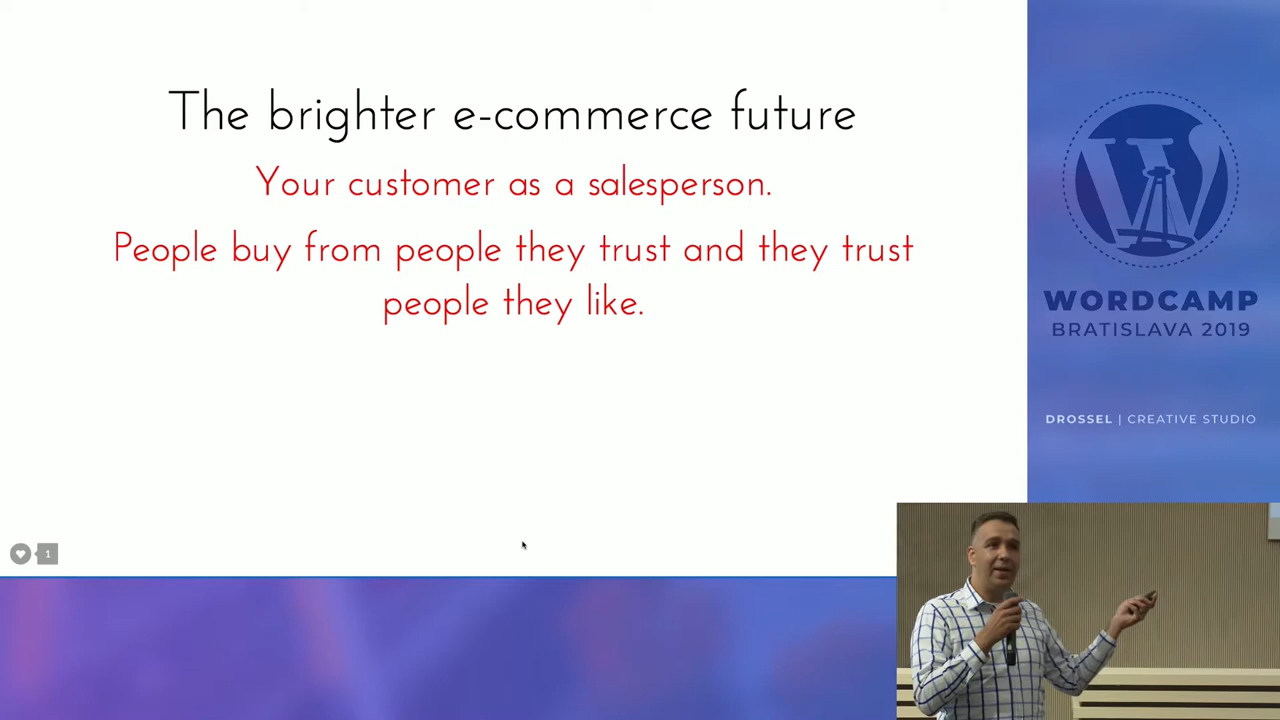 The brighter e-commerce future
Your customer as a salesperson.
People buy from people they trust and they trust
people they like.
1
W
WORDCAMP
BRATISLAVA 2019
DROSSEL | CREATIVE STUDIO